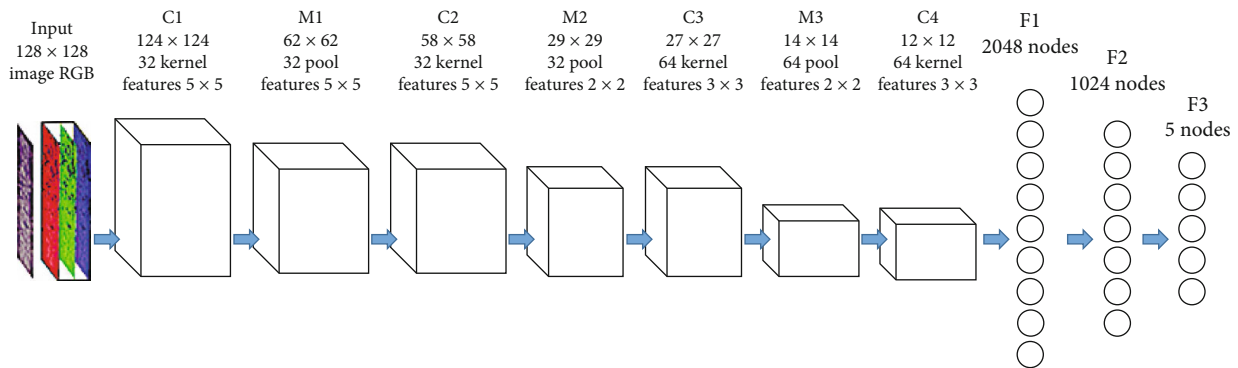 Input
128 × 128
image RGB
C1
124 × 124
32 kernel
features 5 × 5
M1
62 × 62
32 pool
features 5 × 5
C2
58 × 58
32 kernel
features 5 × 5
M2
29 × 29
32 pool
features 2 × 2
C3
27 × 27
64 kernel
features 3 × 3
M3
14 × 14
64 pool
features 2 × 2
C4
12 × 12
64 kernel
features 3 × 3
F1
2048 nodes
F2
1024 nodes
F3
5 nodes